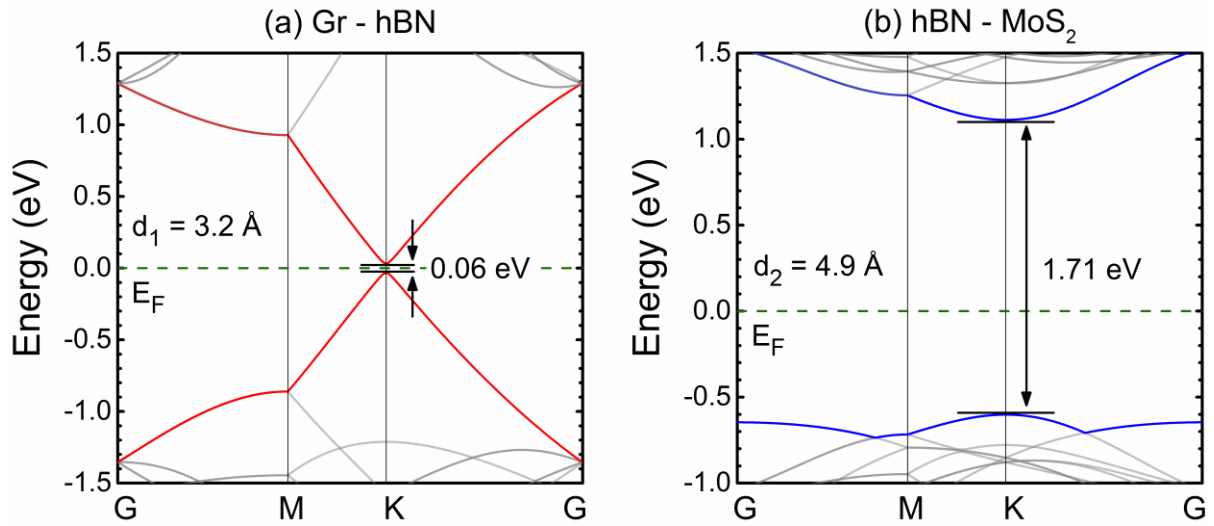 (a) Gr - hBN
Energy (eV)
1.5
1.0
0.5
0.0
-0.5
-1.0
-1.5
d₁ = 3.2 Å
E_F
0.06 eV
G
M
K
G
(b) hBN - MoS₂
Energy (eV)
1.5
1.0
0.5
0.0
-0.5
-1.0
d₂ = 4.9 Å
E_F
1.71 eV
G
M
K
G